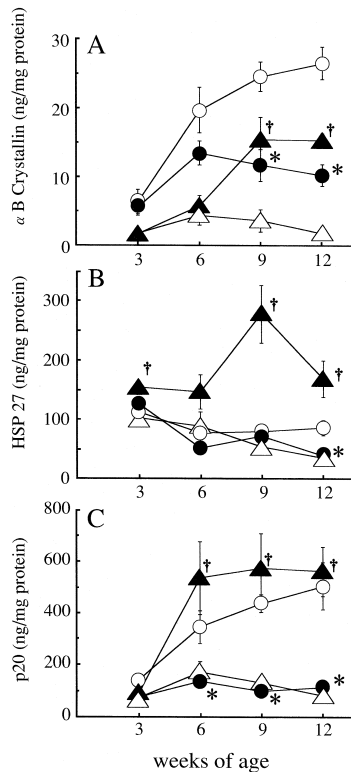 A
α B Crystallin (ng/mg protein)
30
20
10
0
†
†
*
*
3 6 9 12
B
HSP 27 (ng/mg protein)
300
200
100
0
†
†
†
*
3 6 9 12
C
p20 (ng/mg protein)
800
600
400
200
0
†
†
†
*
*
*
3 6 9 12
weeks of age